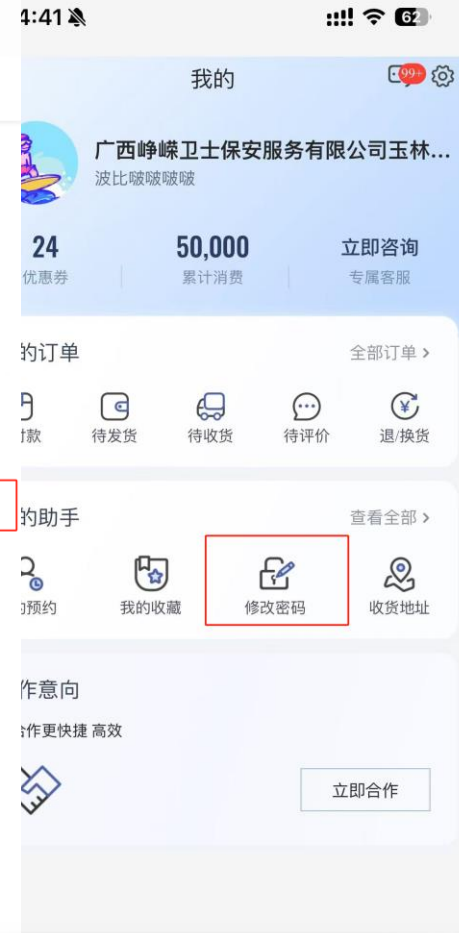 4:41 62
我的
99+
广西峥嵘卫士保安服务有限公司玉林...
波比啵啵啵啵
24 50,000 立即咨询
优惠券 累计消费 专属客服
的订单 全部订单 >
款 待发货 待收货 待评价 退/换货
的助手 查看全部 >
预约 我的收藏 修改密码 收货地址
作意向
合作更快捷 高效
立即合作